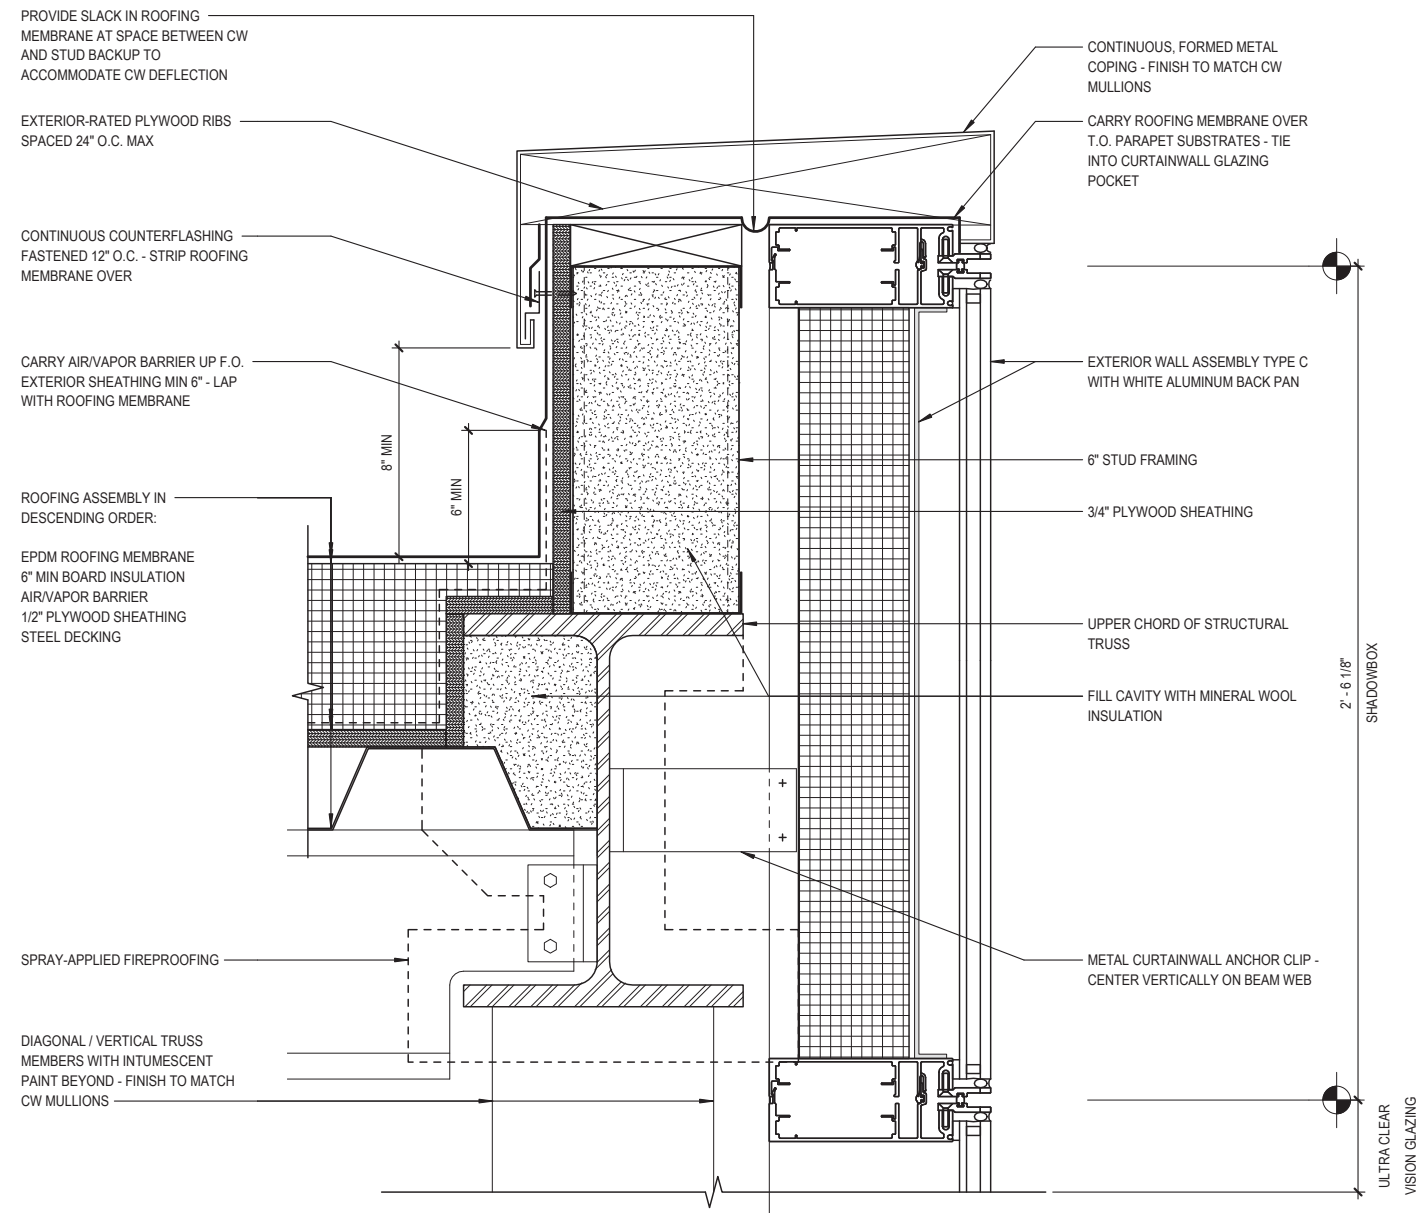 PROVIDE SLACK IN ROOFING
MEMBRANE AT SPACE BETWEEN CW
AND STUD BACKUP TO
ACCOMMODATE CW DEFLECTION
EXTERIOR-RATED PLYWOOD RIBS
SPACED 24" O.C. MAX
CONTINUOUS COUNTERFLASHING
FASTENED 12" O.C. - STRIP ROOFING
MEMBRANE OVER
CARRY AIR/VAPOR BARRIER UP F.O.
EXTERIOR SHEATHING MIN 6" - LAP
WITH ROOFING MEMBRANE
ROOFING ASSEMBLY IN
DESCENDING ORDER:
EPDM ROOFING MEMBRANE
6" MIN BOARD INSULATION
AIR/VAPOR BARRIER
1/2" PLYWOOD SHEATHING
STEEL DECKING
SPRAY-APPLIED FIREPROOFING
DIAGONAL / VERTICAL TRUSS
MEMBERS WITH INTUMESCENT
PAINT BEYOND - FINISH TO MATCH
CW MULLIONS
8" MIN
6" MIN
CONTINUOUS, FORMED METAL
COPING - FINISH TO MATCH CW
MULLIONS
CARRY ROOFING MEMBRANE OVER
T.O. PARAPET SUBSTRATES - TIE
INTO CURTAINWALL GLAZING
POCKET
EXTERIOR WALL ASSEMBLY TYPE C
WITH WHITE ALUMINUM BACK PAN
6" STUD FRAMING
3/4" PLYWOOD SHEATHING
UPPER CHORD OF STRUCTURAL
TRUSS
FILL CAVITY WITH MINERAL WOOL
INSULATION
METAL CURTAINWALL ANCHOR CLIP -
CENTER VERTICALLY ON BEAM WEB
2' - 6 1/8"
SHADOWBOX
ULTRA CLEAR
VISION GLAZING